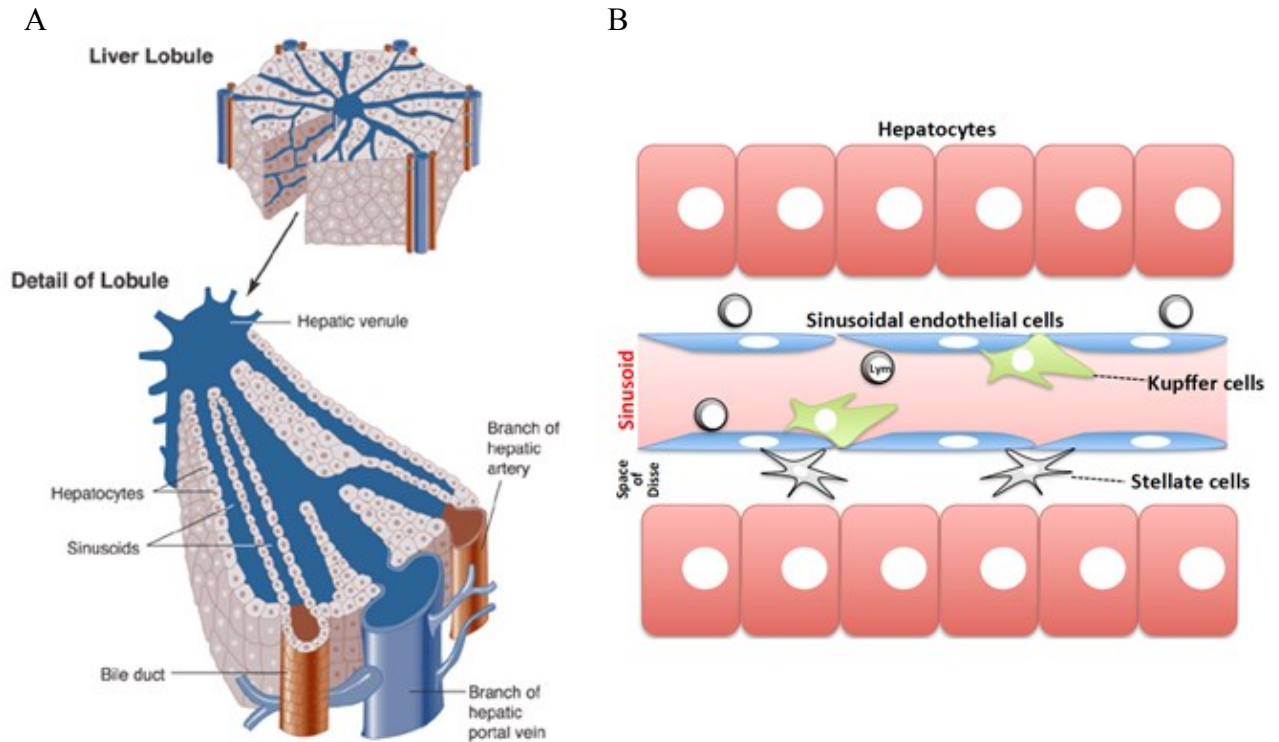 A
Liver Lobule
Detail of Lobule
Hepatic venule
Branch of
hepatic
artery
Hepatocytes
Sinusoids
Bile duct
Branch of
hepatic
portal vein
B
Hepatocytes
Sinusoidal endothelial cells
Lym
Kupffer cells
Sinusoid
Space of
Disse
Stellate cells